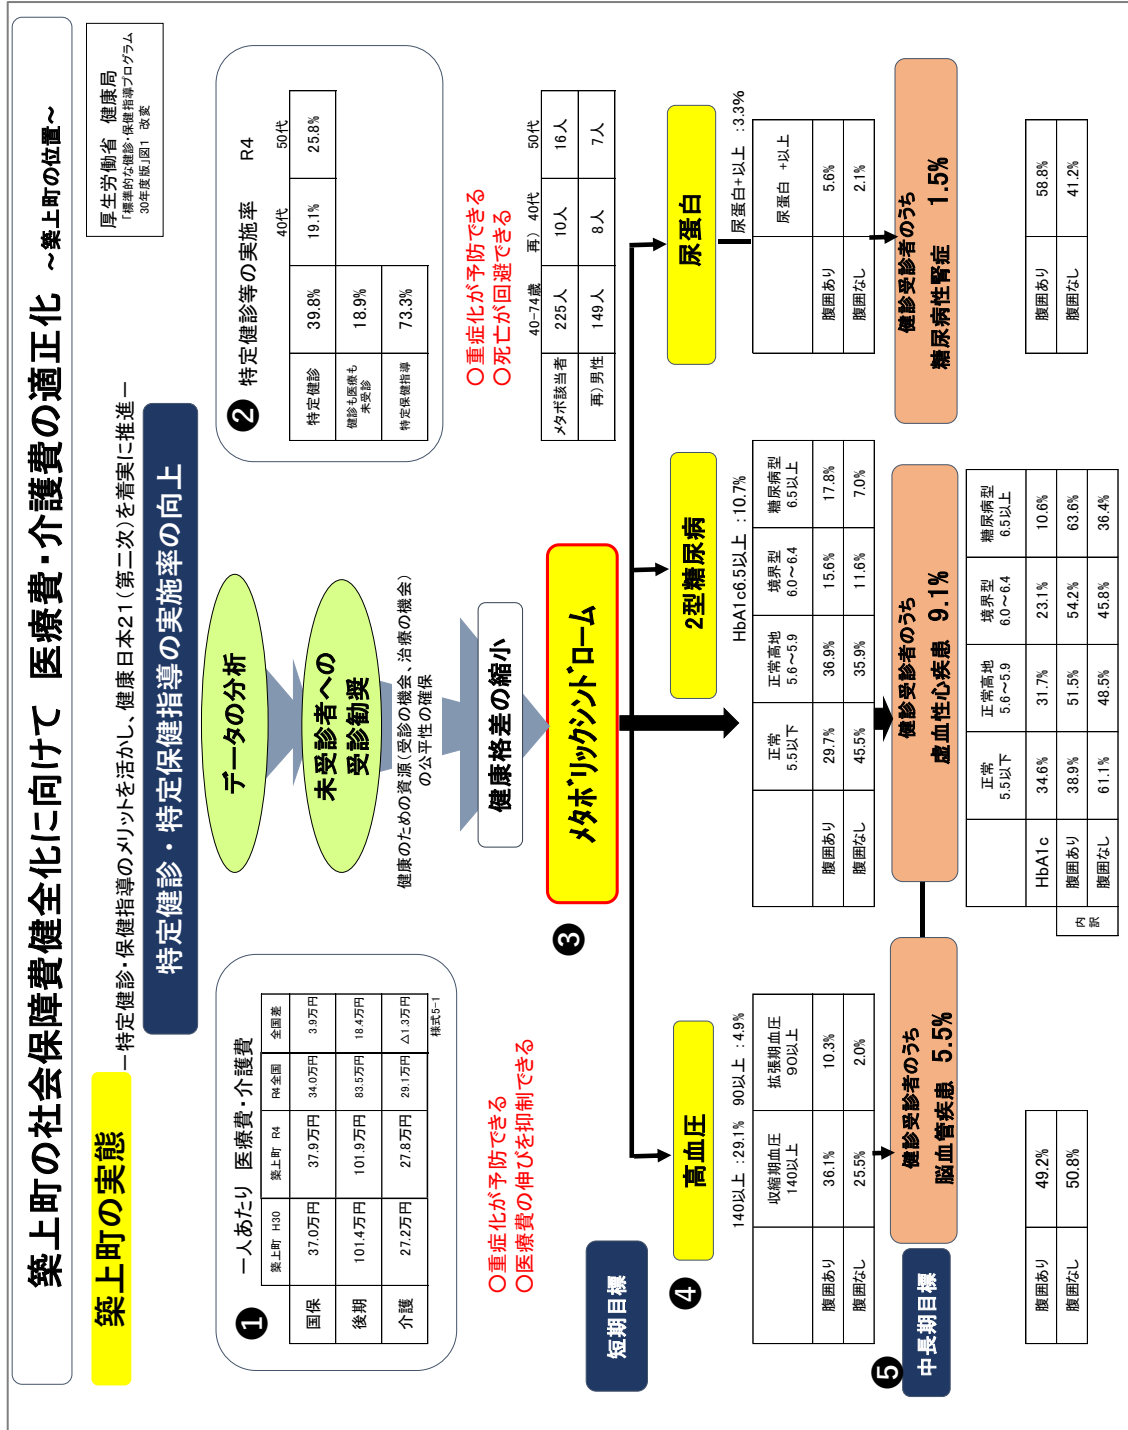 築上町の社会保障費健全化に向けて　医療費・介護費の適正化　～築上町の位置～
築上町の実態
－特定健診・保健指導のメリットを活かし、健康日本21（第二次）を着実に推進－
厚生労働省　健康局
「標準的な健診・保健指導プログラム
30年度版」図1　改変
特定健診・特定保健指導の実施率の向上
❶
一人あたり　医療費・介護費
築上町 H30　築上町 R4　R4全国　全国差
国保　37.0万円　37.9万円　34.0万円　3.9万円
後期　101.4万円　101.9万円　83.5万円　18.4万円
介護　27.2万円　27.8万円　29.1万円　△1.3万円
様式5-1
データの分析
未受診者への
受診勧奨
健康のための資源（受診の機会、治療の機会）
の公平性の確保
健康格差の縮小
❷
特定健診等の実施率　R4
40代　50代
特定健診　39.8%　19.1%　25.8%
健診も医療も
未受診　18.9%
特定保健指導　73.3%
〇重症化が予防できる
〇医療費の伸びを抑制できる
〇重症化が予防できる
〇死亡が回避できる
❸
メタボリックシンドローム
40-74歳　再）40代　50代
メタボ該当者　225人　10人　16人
再）男性　149人　8人　7人
短期目標
❹
高血圧
140以上：29.1%　90以上：4.9%
収縮期血圧
140以上　拡張期血圧
90以上
腹囲あり　36.1%　10.3%
腹囲なし　25.5%　2.0%
2型糖尿病
HbA1c6.5以上：10.7%
正常
5.5以下　正常高地
5.6～5.9　境界型
6.0～6.4　糖尿病型
6.5以上
腹囲あり　29.7%　36.9%　15.6%　17.8%
腹囲なし　45.5%　35.9%　11.6%　7.0%
尿蛋白
尿蛋白+以上：3.3%
尿蛋白　+以上
腹囲あり　5.6%
腹囲なし　2.1%
❺
中長期目標
健診受診者のうち
脳血管疾患　5.5%
腹囲あり　49.2%
腹囲なし　50.8%
健診受診者のうち
虚血性心疾患　9.1%
正常
5.5以下　正常高地
5.6～5.9　境界型
6.0～6.4　糖尿病型
6.5以上
HbA1c　34.6%　31.7%　23.1%　10.6%
内訳　腹囲あり　38.9%　51.5%　54.2%　63.6%
腹囲なし　61.1%　48.5%　45.8%　36.4%
健診受診者のうち
糖尿病性腎症　1.5%
腹囲あり　58.8%
腹囲なし　41.2%